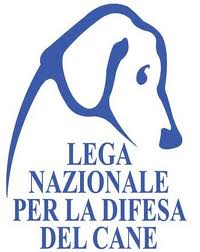 LEGA
NAZIONALE
PER LA DIFESA
DEL CANE